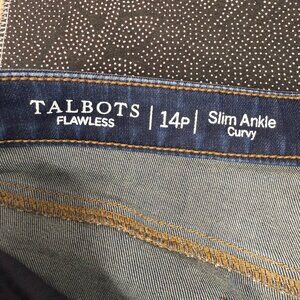 TALBOTS
FLAWLESS
14P
Slim Ankle
Curvy